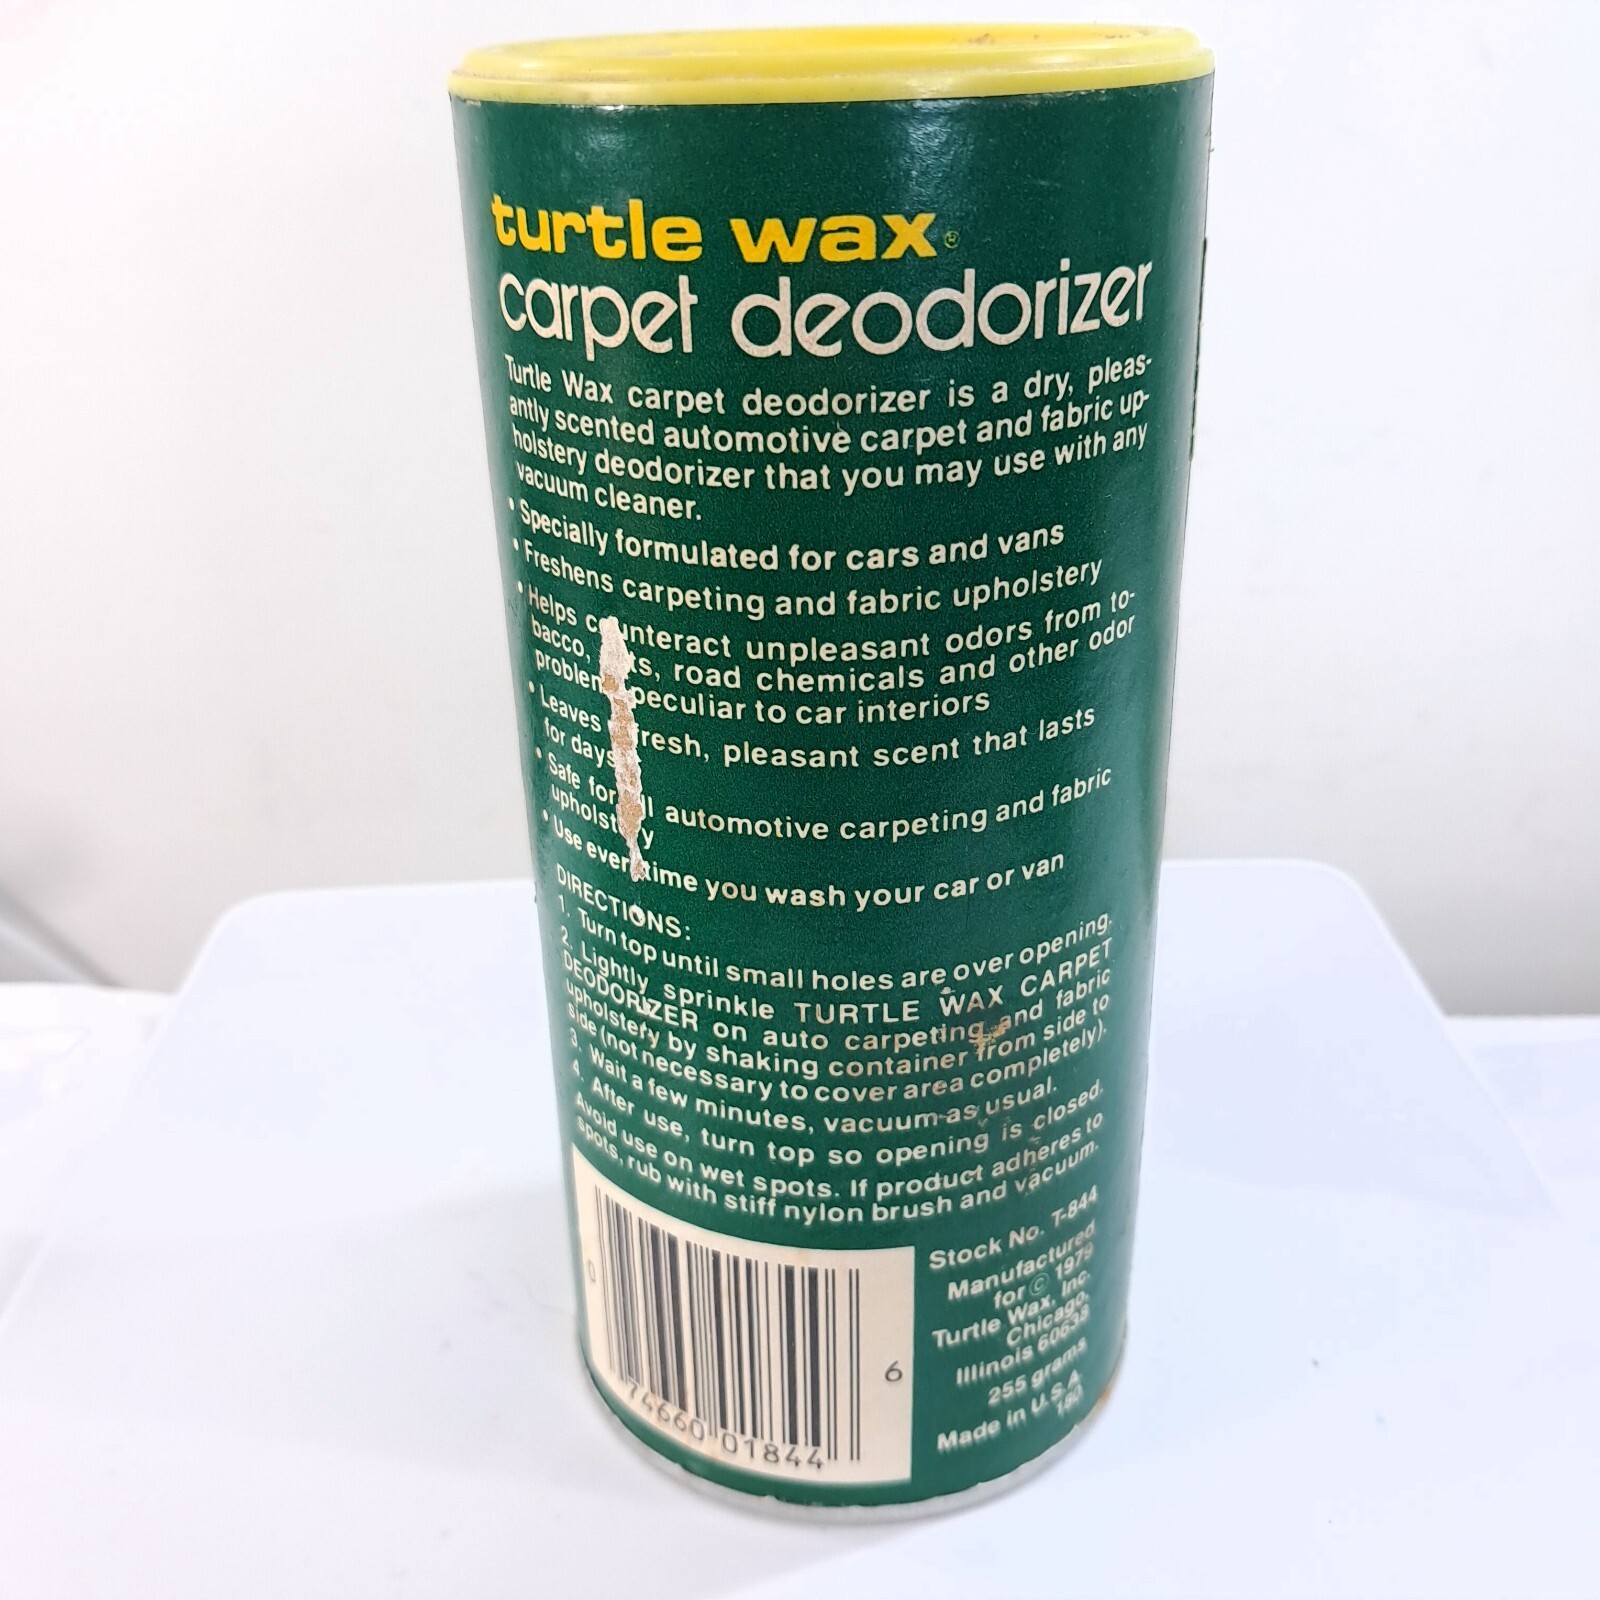 turtle wax®
carpet deodorizer
Turtle Wax carpet deodorizer is a dry, pleas-
antly scented automotive carpet and fabric up-
holstery deodorizer that you may use with any
vacuum cleaner.
• Specially formulated for cars and vans
• Freshens carpeting and fabric upholstery
• Helps counteract unpleasant odors from to-
bacco, ts, road chemicals and other odor
problem peculiar to car interiors
• Leaves fresh, pleasant scent that lasts
for days
• Safe for all automotive carpeting and fabric
upholstery
• Use every time you wash your car or van
DIRECTIONS:
1. Turn top until small holes are over opening.
2. Lightly sprinkle TURTLE WAX CARPET
DEODORIZER on auto carpeting and fabric
upholstery by shaking container from side to
side (not necessary to cover area completely).
3. Wait a few minutes, vacuum as usual.
4. After use, turn top so opening is closed.
Avoid use on wet spots. If product adheres to
spots, rub with stiff nylon brush and vacuum.
Stock No. T-844
Manufactured
for © 1979
Turtle Wax, Inc.
Chicago,
Illinois 60638
255 grams
Made in U.S.A.
180
0 74660 01844 6